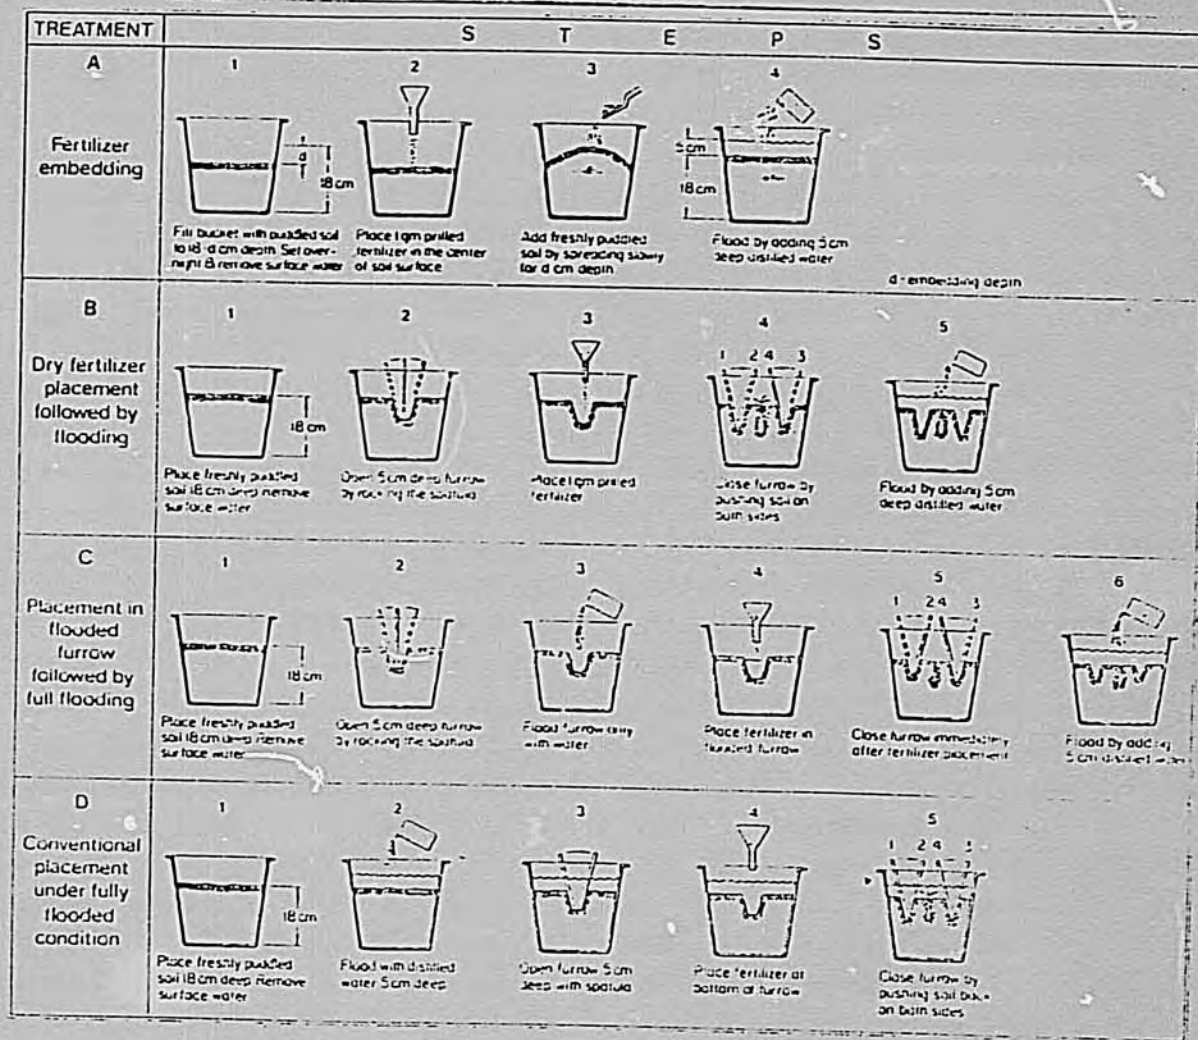 TREATMENT
S T E P S
A
Fertilizer
embedding
1
2
3
4
d
18 cm
5 cm
18 cm
Fill bucket with puddled soil
to 18-d cm depth. Set over-
night & remove surface water
Place 1 gm prilled
fertilizer in the center
of soil surface
Add freshly puddled
soil by spreading slowly
for d cm depth
Flood by adding 5 cm
deep distilled water
d - embedding depth
B
Dry fertilizer
placement
followed by
flooding
1
2
3
4
5
18 cm
1 2 4 3
Place freshly puddled
soil 18 cm deep remove
surface water
Open 5 cm deep furrow
by rocking the spatula
Place 1 gm prilled
fertilizer
Close furrow by
pushing soil on
both sides
Flood by adding 5 cm
deep distilled water
C
Placement in
flooded
furrow
followed by
full flooding
1
2
3
4
5
6
18 cm
1 2 4 3
Place freshly puddled
soil 18 cm deep Remove
surface water
Open 5 cm deep furrow
by rocking the spatula
Flood furrow only
with water
Place fertilizer in
flooded furrow
Close furrow immediately
after fertilizer placement
Flood by adding
5 cm distilled water
D
Conventional
placement
under fully
flooded
condition
1
2
3
4
5
18 cm
1 2 4 3
Place freshly puddled
soil 18 cm deep Remove
surface water
Flood with distilled
water 5 cm deep
Open furrow 5 cm
deep with spatula
Place fertilizer at
bottom of furrow
Close furrow by
pushing soil back
on both sides